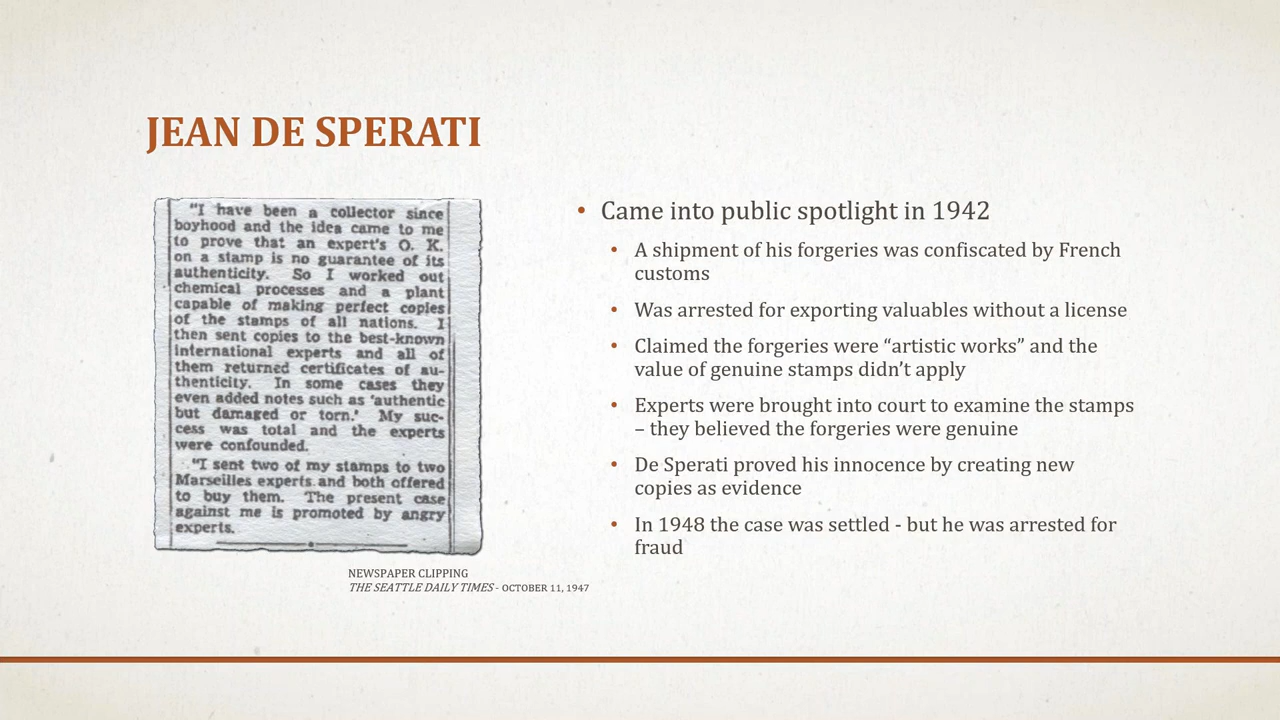 JEAN DE SPERATI
"I have been a collector since
boyhood and the idea came to me
to prove that an expert's O. K.
on a stamp is no guarantee of its
authenticity. So I worked out
chemical processes and a plant
capable of making perfect copies
of the stamps of all nations. I
then sent copies to the best-known
international experts and all of
them returned certificates of au-
thenticity. In some cases they
even added notes such as 'authentic
but damaged or torn.' My suc-
cess was total and the experts
were confounded.
"I sent two of my stamps to two
Marseilles experts and both offered
to buy them. The present case
against me is promoted by angry
experts.
NEWSPAPER CLIPPING
THE SEATTLE DAILY TIMES - OCTOBER 11, 1947
• Came into public spotlight in 1942
• A shipment of his forgeries was confiscated by French
customs
• Was arrested for exporting valuables without a license
• Claimed the forgeries were “artistic works” and the
value of genuine stamps didn’t apply
• Experts were brought into court to examine the stamps
– they believed the forgeries were genuine
• De Sperati proved his innocence by creating new
copies as evidence
• In 1948 the case was settled - but he was arrested for
fraud